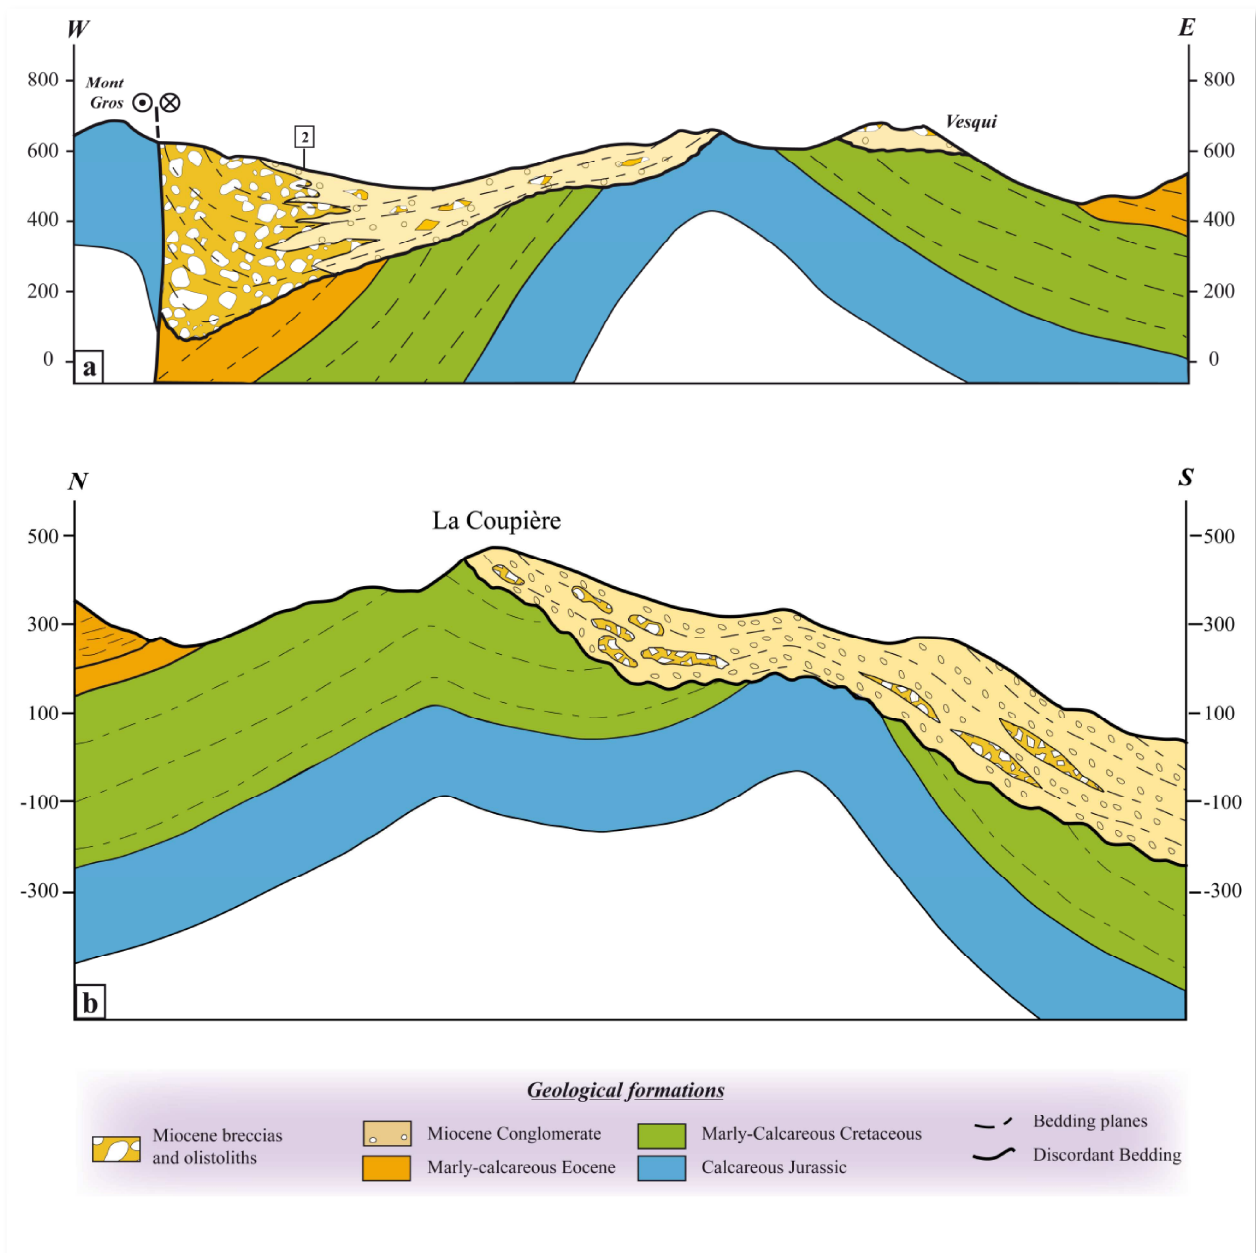 W
E
800
800
Mont
Gros
Vesqui
2
600
600
400
400
200
200
0
0
a
N
S
La Coupière
500
500
300
300
100
100
-100
-100
-300
-300
b
Geological formations
Miocene breccias
and olistoliths
Miocene Conglomerate
Marly-calcareous Eocene
Marly-Calcareous Cretaceous
Calcareous Jurassic
Bedding planes
Discordant Bedding